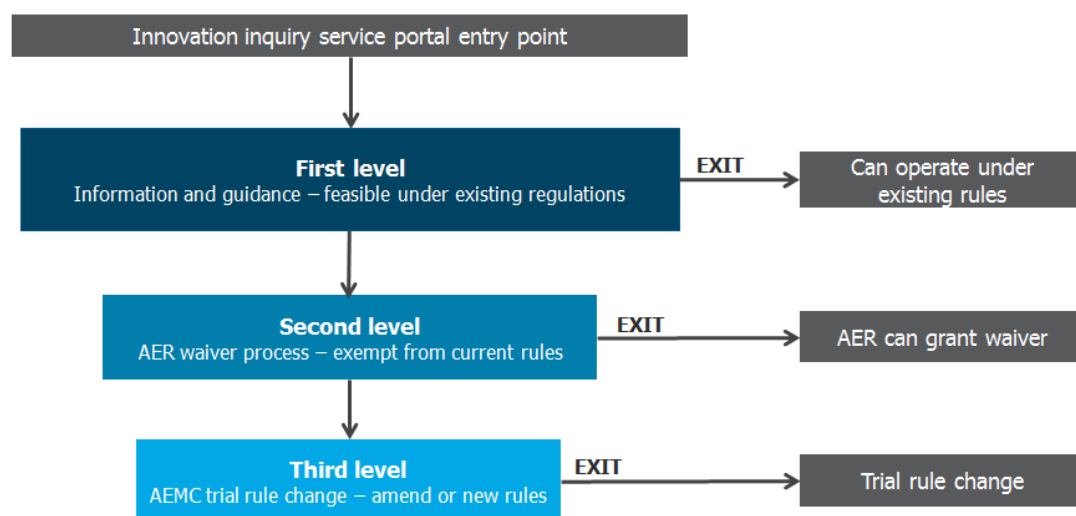 Innovation inquiry service portal entry point
First level
Information and guidance – feasible under existing regulations
EXIT
Can operate under
existing rules
Second level
AER waiver process – exempt from current rules
EXIT
AER can grant waiver
Third level
AEMC trial rule change – amend or new rules
EXIT
Trial rule change